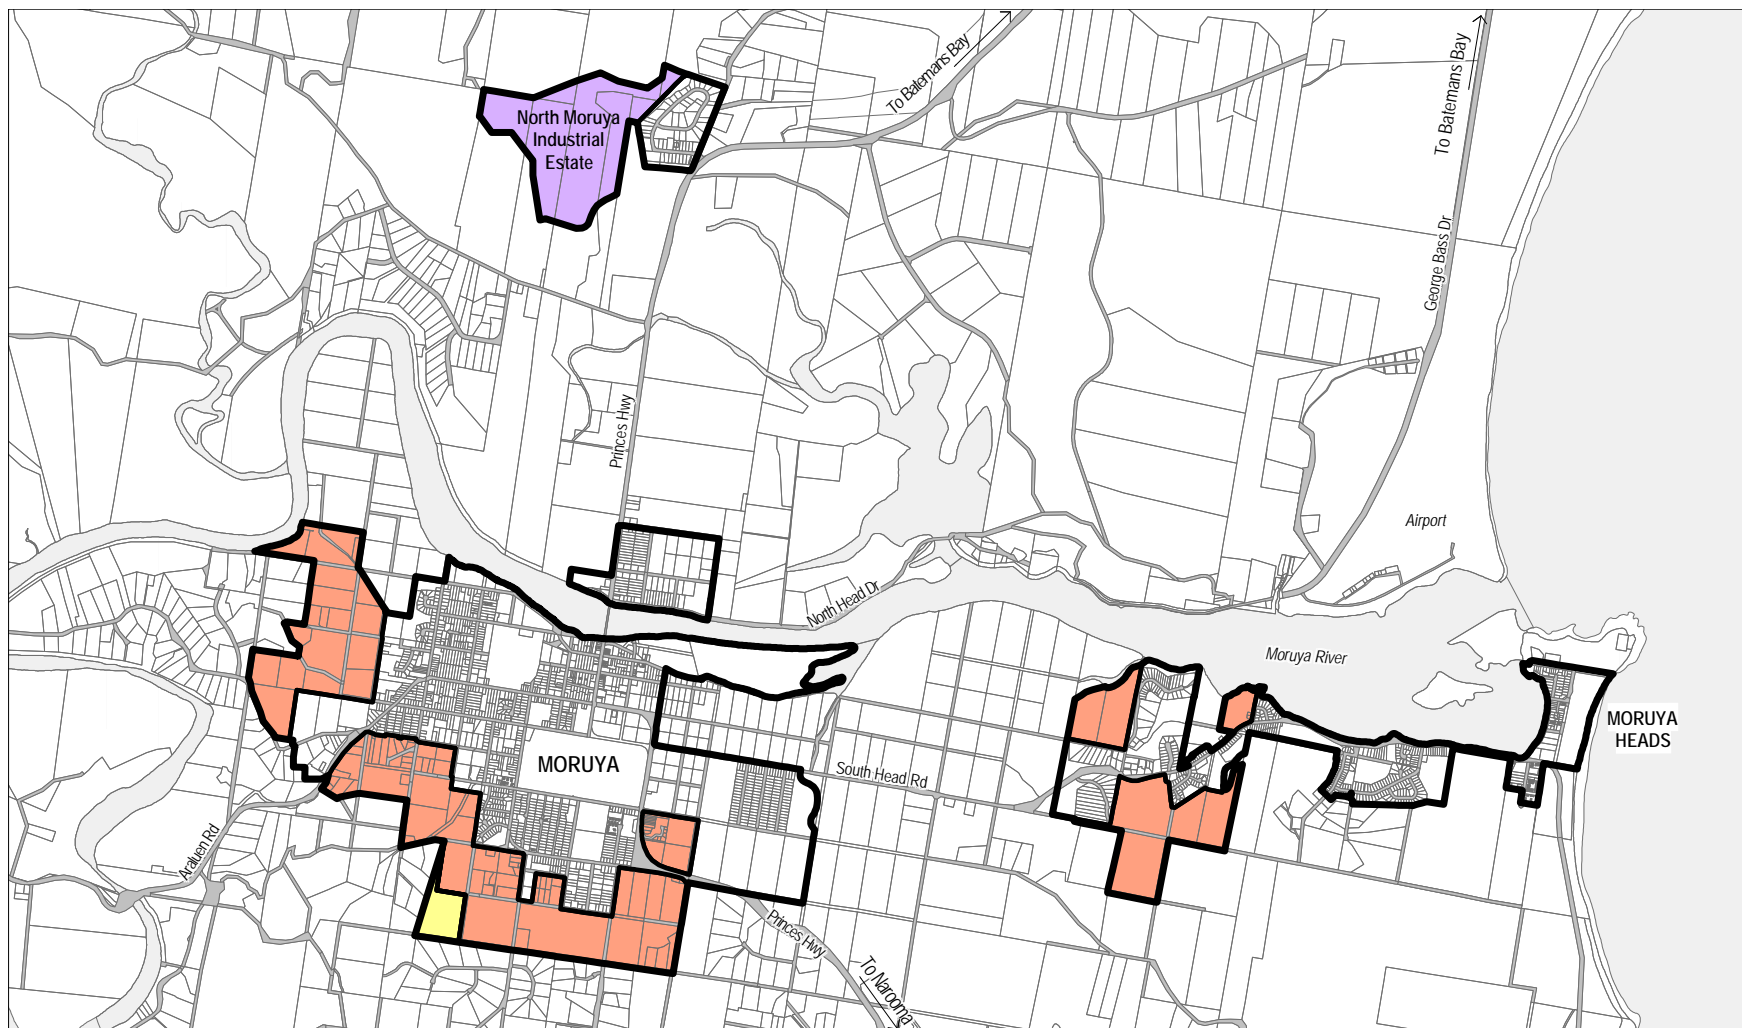 To Batemans Bay
To Batemans Bay
North Moruya
Industrial
Estate
George Bass Dr
Princes Hwy
Airport
North Head Dr
Moruya River
MORUYA
HEADS
MORUYA
South Head Rd
Araluen Rd
Princes Hwy
To Narooma